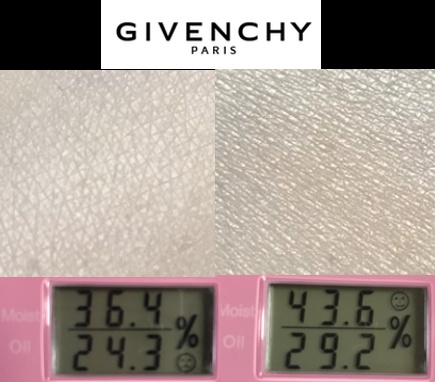 GIVENCHY
PARIS
Moist 36.4 %
Oil 24.3
Moist 43.6 %
Oil 29.2